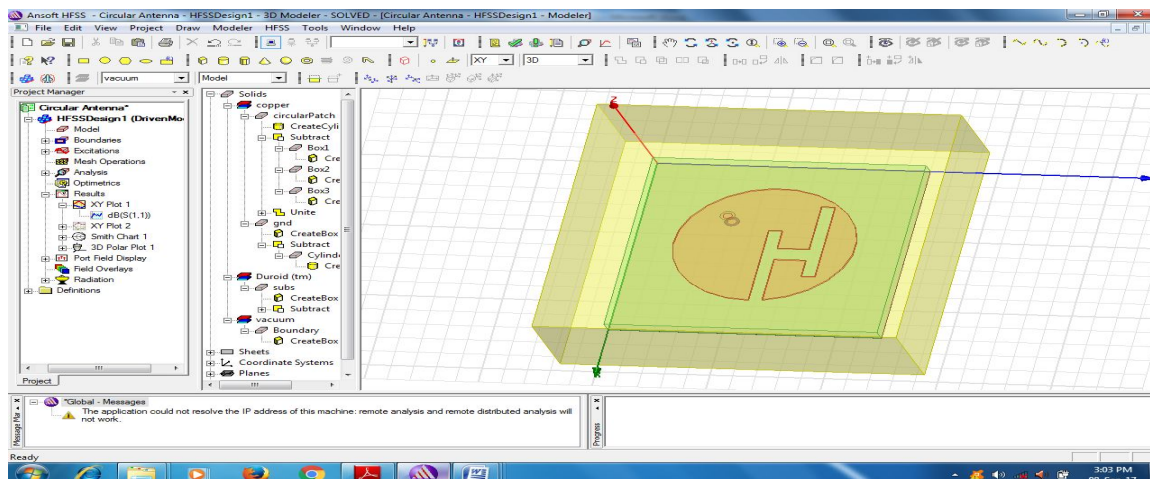 Ansoft HFSS - Circular Antenna - HFSSDesign1 - 3D Modeler - SOLVED - [Circular Antenna - HFSSDesign1 - Modeler]
File Edit View Project Draw Modeler HFSS Tools Window Help
XY 3D
vacuum Model
Project Manager
Circular Antenna*
HFSSDesign1 (DrivenMo
Model
Boundaries
Excitations
Mesh Operations
Analysis
Optimetrics
Results
XY Plot 1
dB(S(1,1))
XY Plot 2
Smith Chart 1
3D Polar Plot 1
Port Field Display
Field Overlays
Radiation
Definitions
Project
Solids
copper
circularPatch
CreateCyli
Subtract
Box1
Cre
Box2
Cre
Box3
Cre
Unite
gnd
CreateBox
Subtract
Cylinde
Cre
Duroid (tm)
subs
CreateBox
Subtract
vacuum
Boundary
CreateBox
Sheets
Coordinate Systems
Planes
Z
*Global - Messages
The application could not resolve the IP address of this machine: remote analysis and remote distributed analysis will
not work.
Progress
Ready
3:03 PM